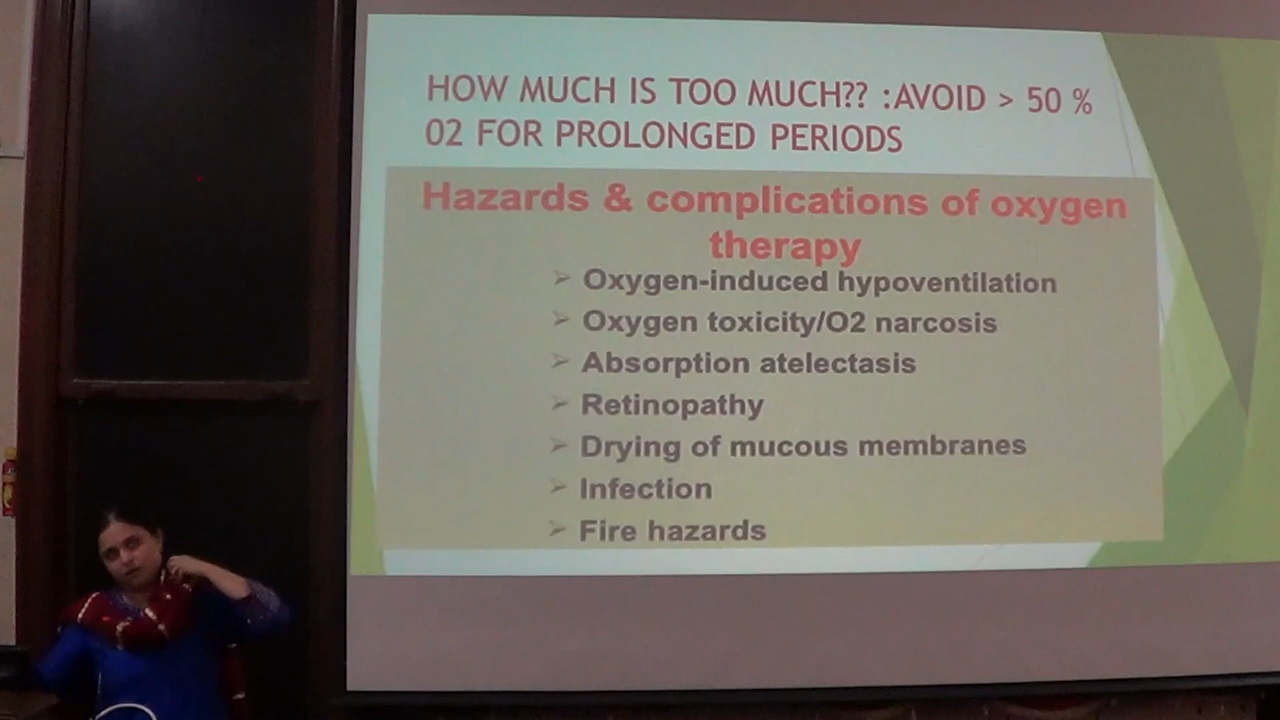 HOW MUCH IS TOO MUCH?? :AVOID > 50 %
02 FOR PROLONGED PERIODS
Hazards & complications of oxygen
therapy
➢ Oxygen-induced hypoventilation
➢ Oxygen toxicity/O2 narcosis
➢ Absorption atelectasis
➢ Retinopathy
➢ Drying of mucous membranes
➢ Infection
➢ Fire hazards